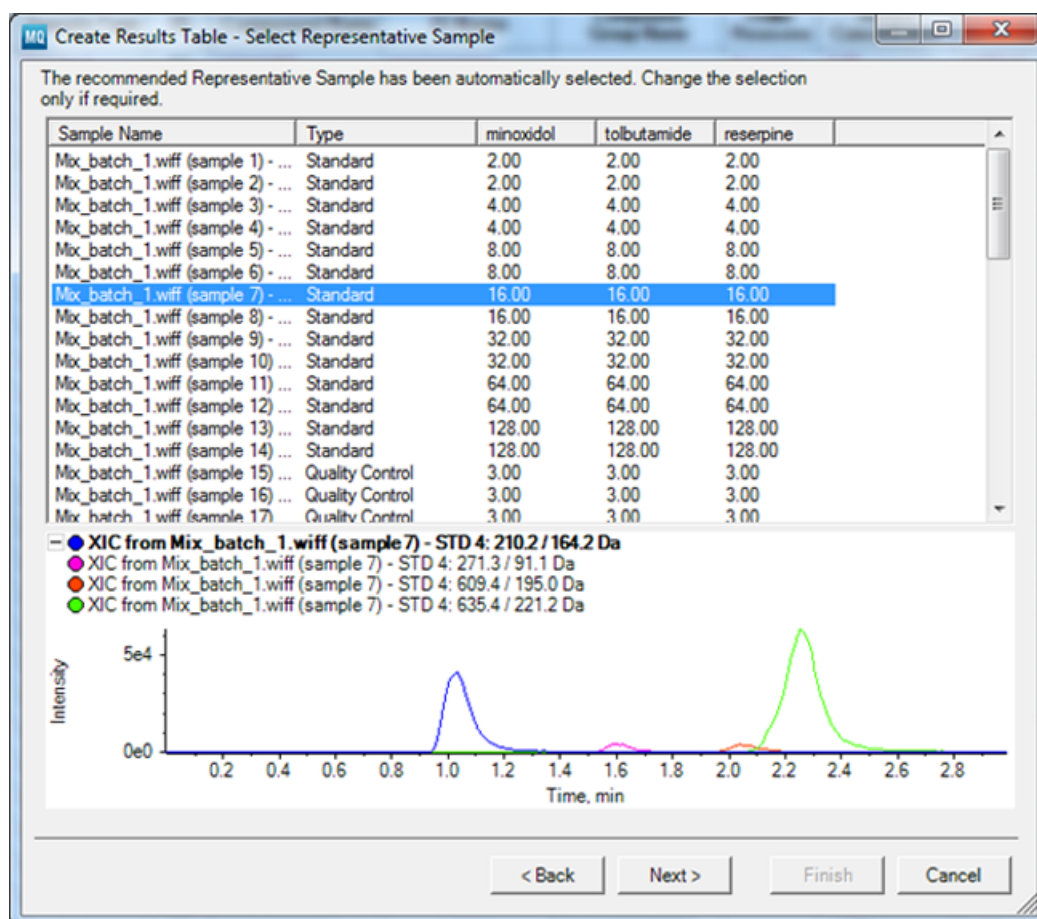 MQ Create Results Table - Select Representative Sample
The recommended Representative Sample has been automatically selected. Change the selection
only if required.
Sample Name Type minoxidol tolbutamide reserpine
Mix_batch_1.wiff (sample 1) - ... Standard 2.00 2.00 2.00
Mix_batch_1.wiff (sample 2) - ... Standard 2.00 2.00 2.00
Mix_batch_1.wiff (sample 3) - ... Standard 4.00 4.00 4.00
Mix_batch_1.wiff (sample 4) - ... Standard 4.00 4.00 4.00
Mix_batch_1.wiff (sample 5) - ... Standard 8.00 8.00 8.00
Mix_batch_1.wiff (sample 6) - ... Standard 8.00 8.00 8.00
Mix_batch_1.wiff (sample 7) - ... Standard 16.00 16.00 16.00
Mix_batch_1.wiff (sample 8) - ... Standard 16.00 16.00 16.00
Mix_batch_1.wiff (sample 9) - ... Standard 32.00 32.00 32.00
Mix_batch_1.wiff (sample 10) ... Standard 32.00 32.00 32.00
Mix_batch_1.wiff (sample 11) ... Standard 64.00 64.00 64.00
Mix_batch_1.wiff (sample 12) ... Standard 64.00 64.00 64.00
Mix_batch_1.wiff (sample 13) ... Standard 128.00 128.00 128.00
Mix_batch_1.wiff (sample 14) ... Standard 128.00 128.00 128.00
Mix_batch_1.wiff (sample 15) ... Quality Control 3.00 3.00 3.00
Mix_batch_1.wiff (sample 16) ... Quality Control 3.00 3.00 3.00
Mix_batch_1.wiff (sample 17) Quality Control 3.00 3.00 3.00
XIC from Mix_batch_1.wiff (sample 7) - STD 4: 210.2 / 164.2 Da
XIC from Mix_batch_1.wiff (sample 7) - STD 4: 271.3 / 91.1 Da
XIC from Mix_batch_1.wiff (sample 7) - STD 4: 609.4 / 195.0 Da
XIC from Mix_batch_1.wiff (sample 7) - STD 4: 635.4 / 221.2 Da
5e4
Intensity
0e0
0.2 0.4 0.6 0.8 1.0 1.2 1.4 1.6 1.8 2.0 2.2 2.4 2.6 2.8
Time, min
< Back Next > Finish Cancel